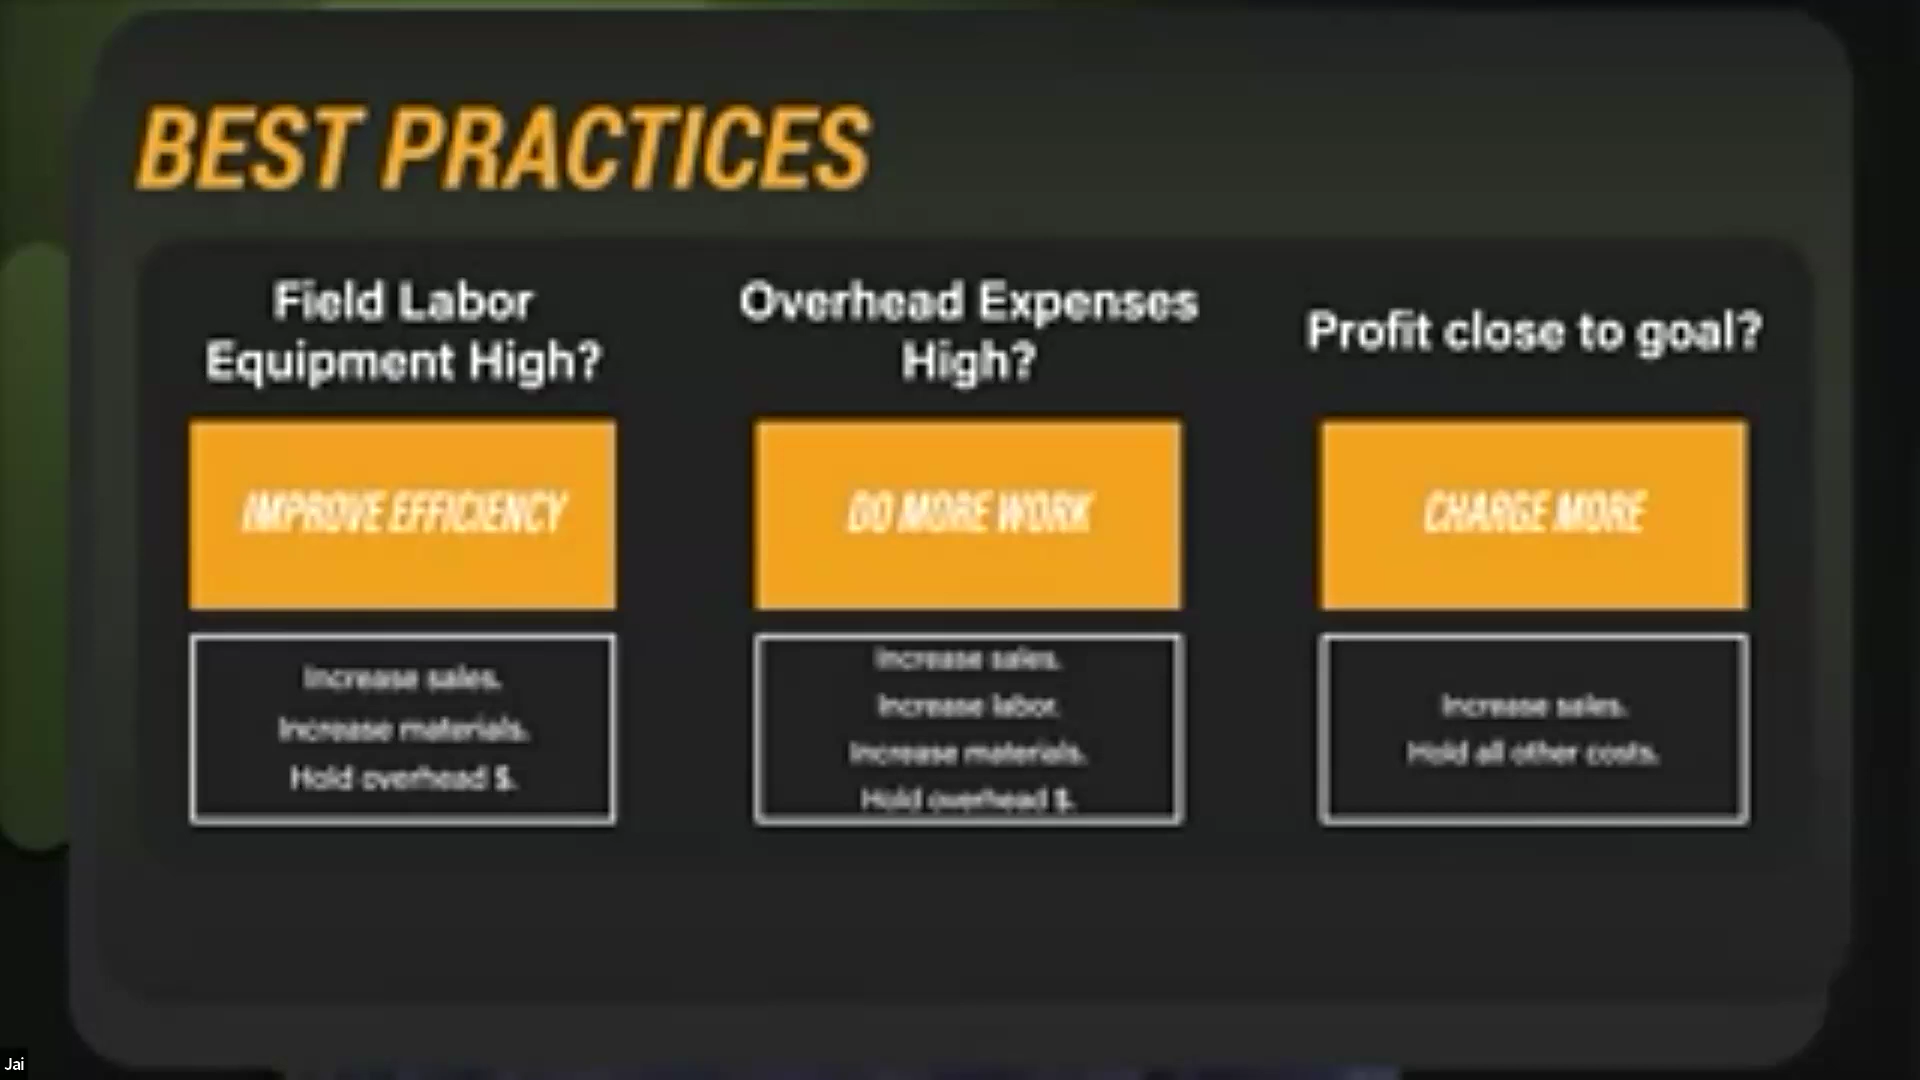 BEST PRACTICES
Field Labor
Equipment High?
IMPROVE EFFICIENCY
Increase sales.
Increase materials.
Hold overhead $.
Overhead Expenses
High?
DO MORE WORK
Increase sales.
Increase labor.
Increase materials.
Hold overhead $.
Profit close to goal?
CHARGE MORE
Increase sales.
Hold all other costs.
Jai